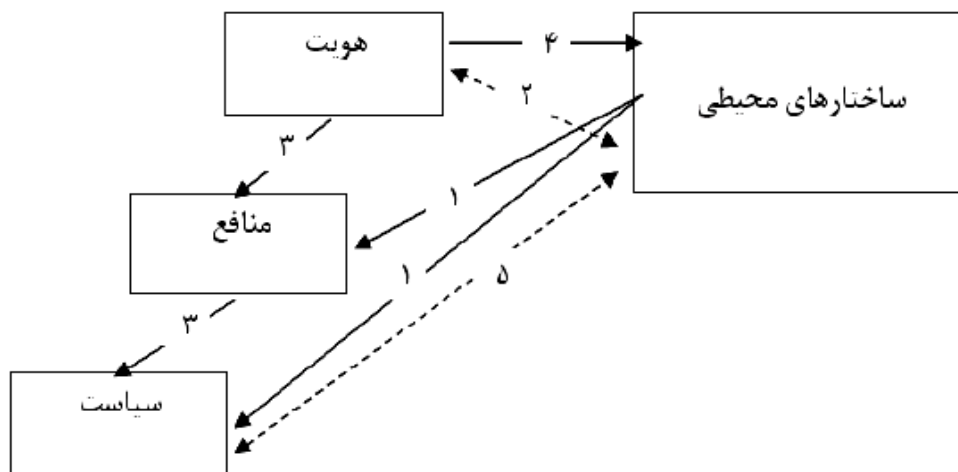 هویت
۴
ساختارهای محیطی
۲
۳
۱
منافع
۱
۵
۳
سیاست